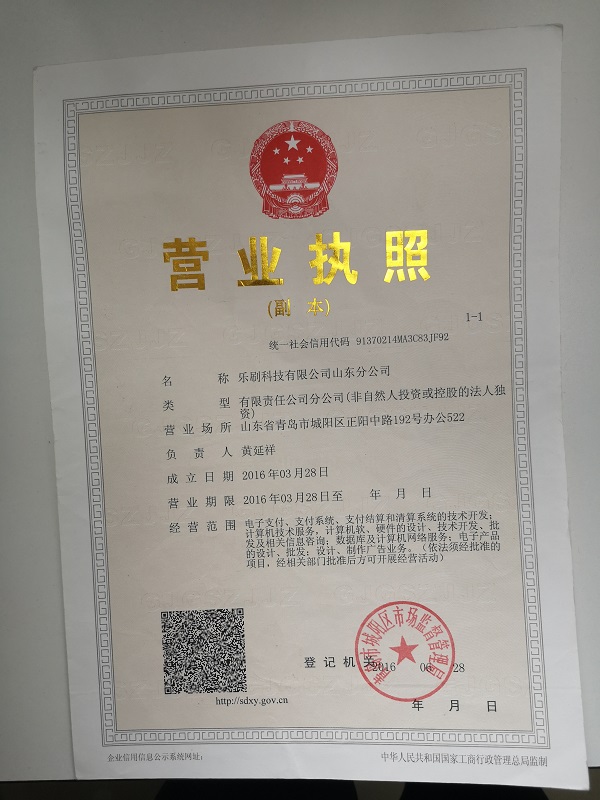 营业执照
(副 本)
1-1
统一社会信用代码 91370214MA3C83JF92
名 称 乐刷科技有限公司山东分公司
类 型 有限责任公司分公司(非自然人投资或控股的法人独
资)
营业场所 山东省青岛市城阳区正阳中路192号办公522
负 责 人 黄延祥
成立日期 2016年03月28日
营业期限 2016年03月28日至 年 月 日
经营范围 电子支付、支付系统、支付结算和清算系统的技术开发;
计算机技术服务,计算机软、硬件的设计、技术开发、批
发及相关信息咨询;数据库及计算机网络服务;电子产品
的设计、批发;设计、制作广告业务。(依法须经批准的
项目,经相关部门批准后方可开展经营活动)
青岛市城阳区市场监督管理局
登记机关
2016 06 28
年 月 日
http://sdxy.gov.cn
企业信用信息公示系统网址:
中华人民共和国国家工商行政管理总局监制